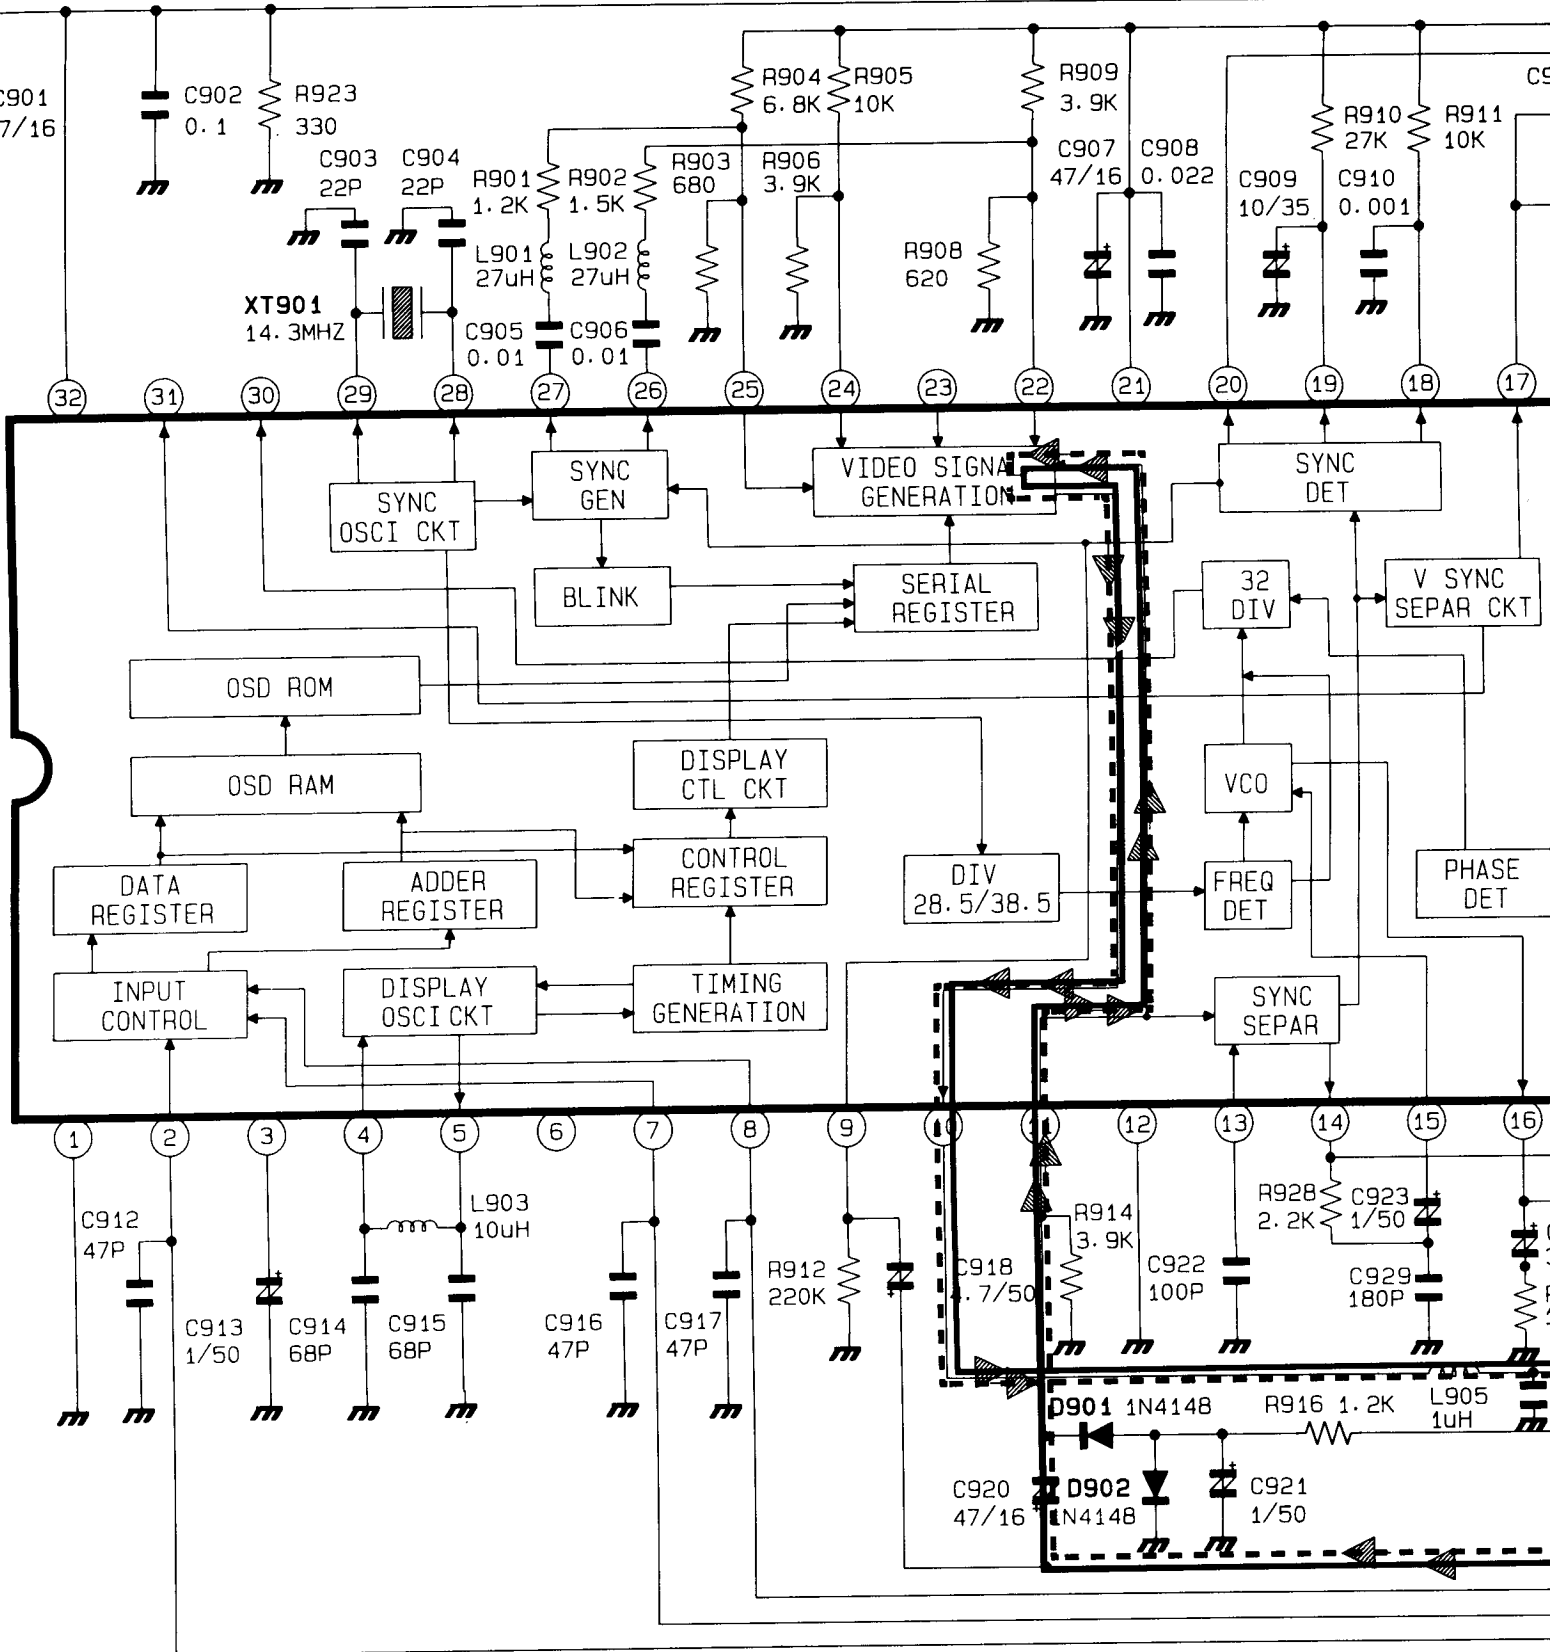 C901
7/16
C902
0.1
R923
330
C903
22P
C904
22P
R901
1.2K
R902
1.5K
R903
680
R904
6.8K
R905
10K
R906
3.9K
R909
3.9K
C907
47/16
C908
0.022
R910
27K
R911
10K
C909
10/35
C910
0.001
L901
27uH
L902
27uH
R908
620
XT901
14.3MHZ
C905
0.01
C906
0.01
32
31
30
29
28
27
26
25
24
23
22
21
20
19
18
17
SYNC
OSCI CKT
SYNC
GEN
VIDEO SIGNA
GENERATION
SYNC
DET
BLINK
SERIAL
REGISTER
32
DIV
V SYNC
SEPAR CKT
OSD ROM
OSD RAM
DISPLAY
CTL CKT
VCO
DATA
REGISTER
ADDER
REGISTER
CONTROL
REGISTER
DIV
28.5/38.5
FREQ
DET
PHASE
DET
INPUT
CONTROL
DISPLAY
OSCI CKT
TIMING
GENERATION
SYNC
SEPAR
1
2
3
4
5
6
7
8
9
12
13
14
15
16
C912
47P
L903
10uH
R914
3.9K
R928
2.2K
C923
1/50
C913
1/50
C914
68P
C915
68P
C916
47P
C917
47P
R912
220K
C918
4.7/50
C922
100P
C929
180P
D901 1N4148
R916 1.2K
L905
1uH
C920
47/16
D902
1N4148
C921
1/50